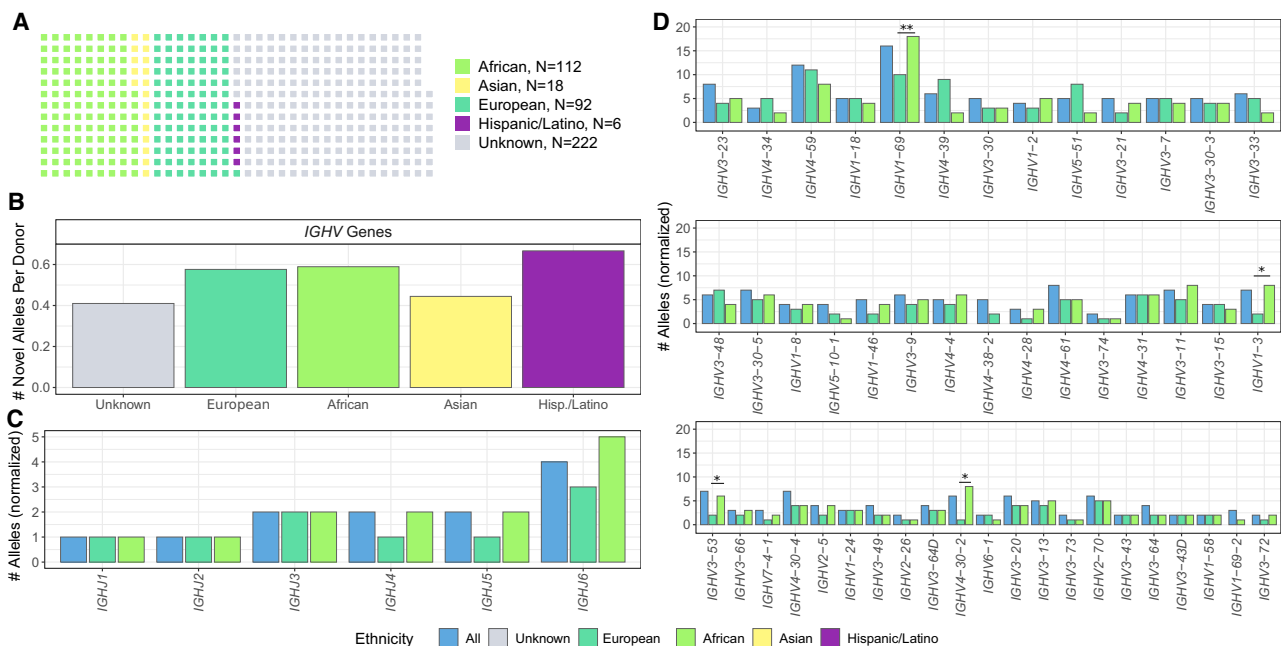 A
African, N=112
Asian, N=18
European, N=92
Hispanic/Latino, N=6
Unknown, N=222
B
IGHV Genes
# Novel Alleles Per Donor
0.6
0.4
0.2
0.0
Unknown
European
African
Asian
Hisp./Latino
C
# Alleles (normalized)
5
4
3
2
1
0
IGHJ1
IGHJ2
IGHJ3
IGHJ4
IGHJ5
IGHJ6
D
# Alleles (normalized)
20
15
10
5
0
**
IGHV3-23
IGHV4-34
IGHV4-59
IGHV1-18
IGHV1-69
IGHV4-39
IGHV3-30
IGHV1-2
IGHV5-51
IGHV3-21
IGHV3-7
IGHV3-30-3
IGHV3-33
20
15
10
5
0
*
IGHV3-48
IGHV3-30-5
IGHV1-8
IGHV5-10-1
IGHV1-46
IGHV3-9
IGHV4-4
IGHV4-38-2
IGHV4-28
IGHV4-61
IGHV3-74
IGHV4-31
IGHV3-11
IGHV3-15
IGHV1-3
20
15
10
5
0
*
*
IGHV3-53
IGHV3-66
IGHV7-4-1
IGHV4-30-4
IGHV2-5
IGHV1-24
IGHV3-49
IGHV2-26
IGHV3-64D
IGHV4-30-2
IGHV6-1
IGHV3-20
IGHV3-13
IGHV3-73
IGHV2-70
IGHV3-43
IGHV3-64
IGHV3-43D
IGHV1-58
IGHV1-69-2
IGHV3-72
Ethnicity All Unknown European African Asian Hispanic/Latino